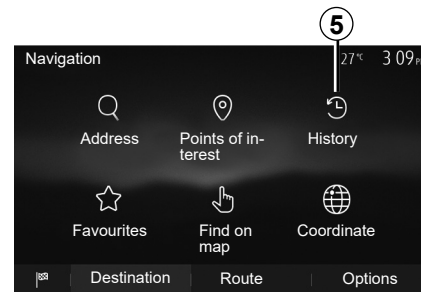 5
Navigation 27°C 3 09
Address Points of in-
terest History
Favourites Find on
map Coordinate
Destination Route Options